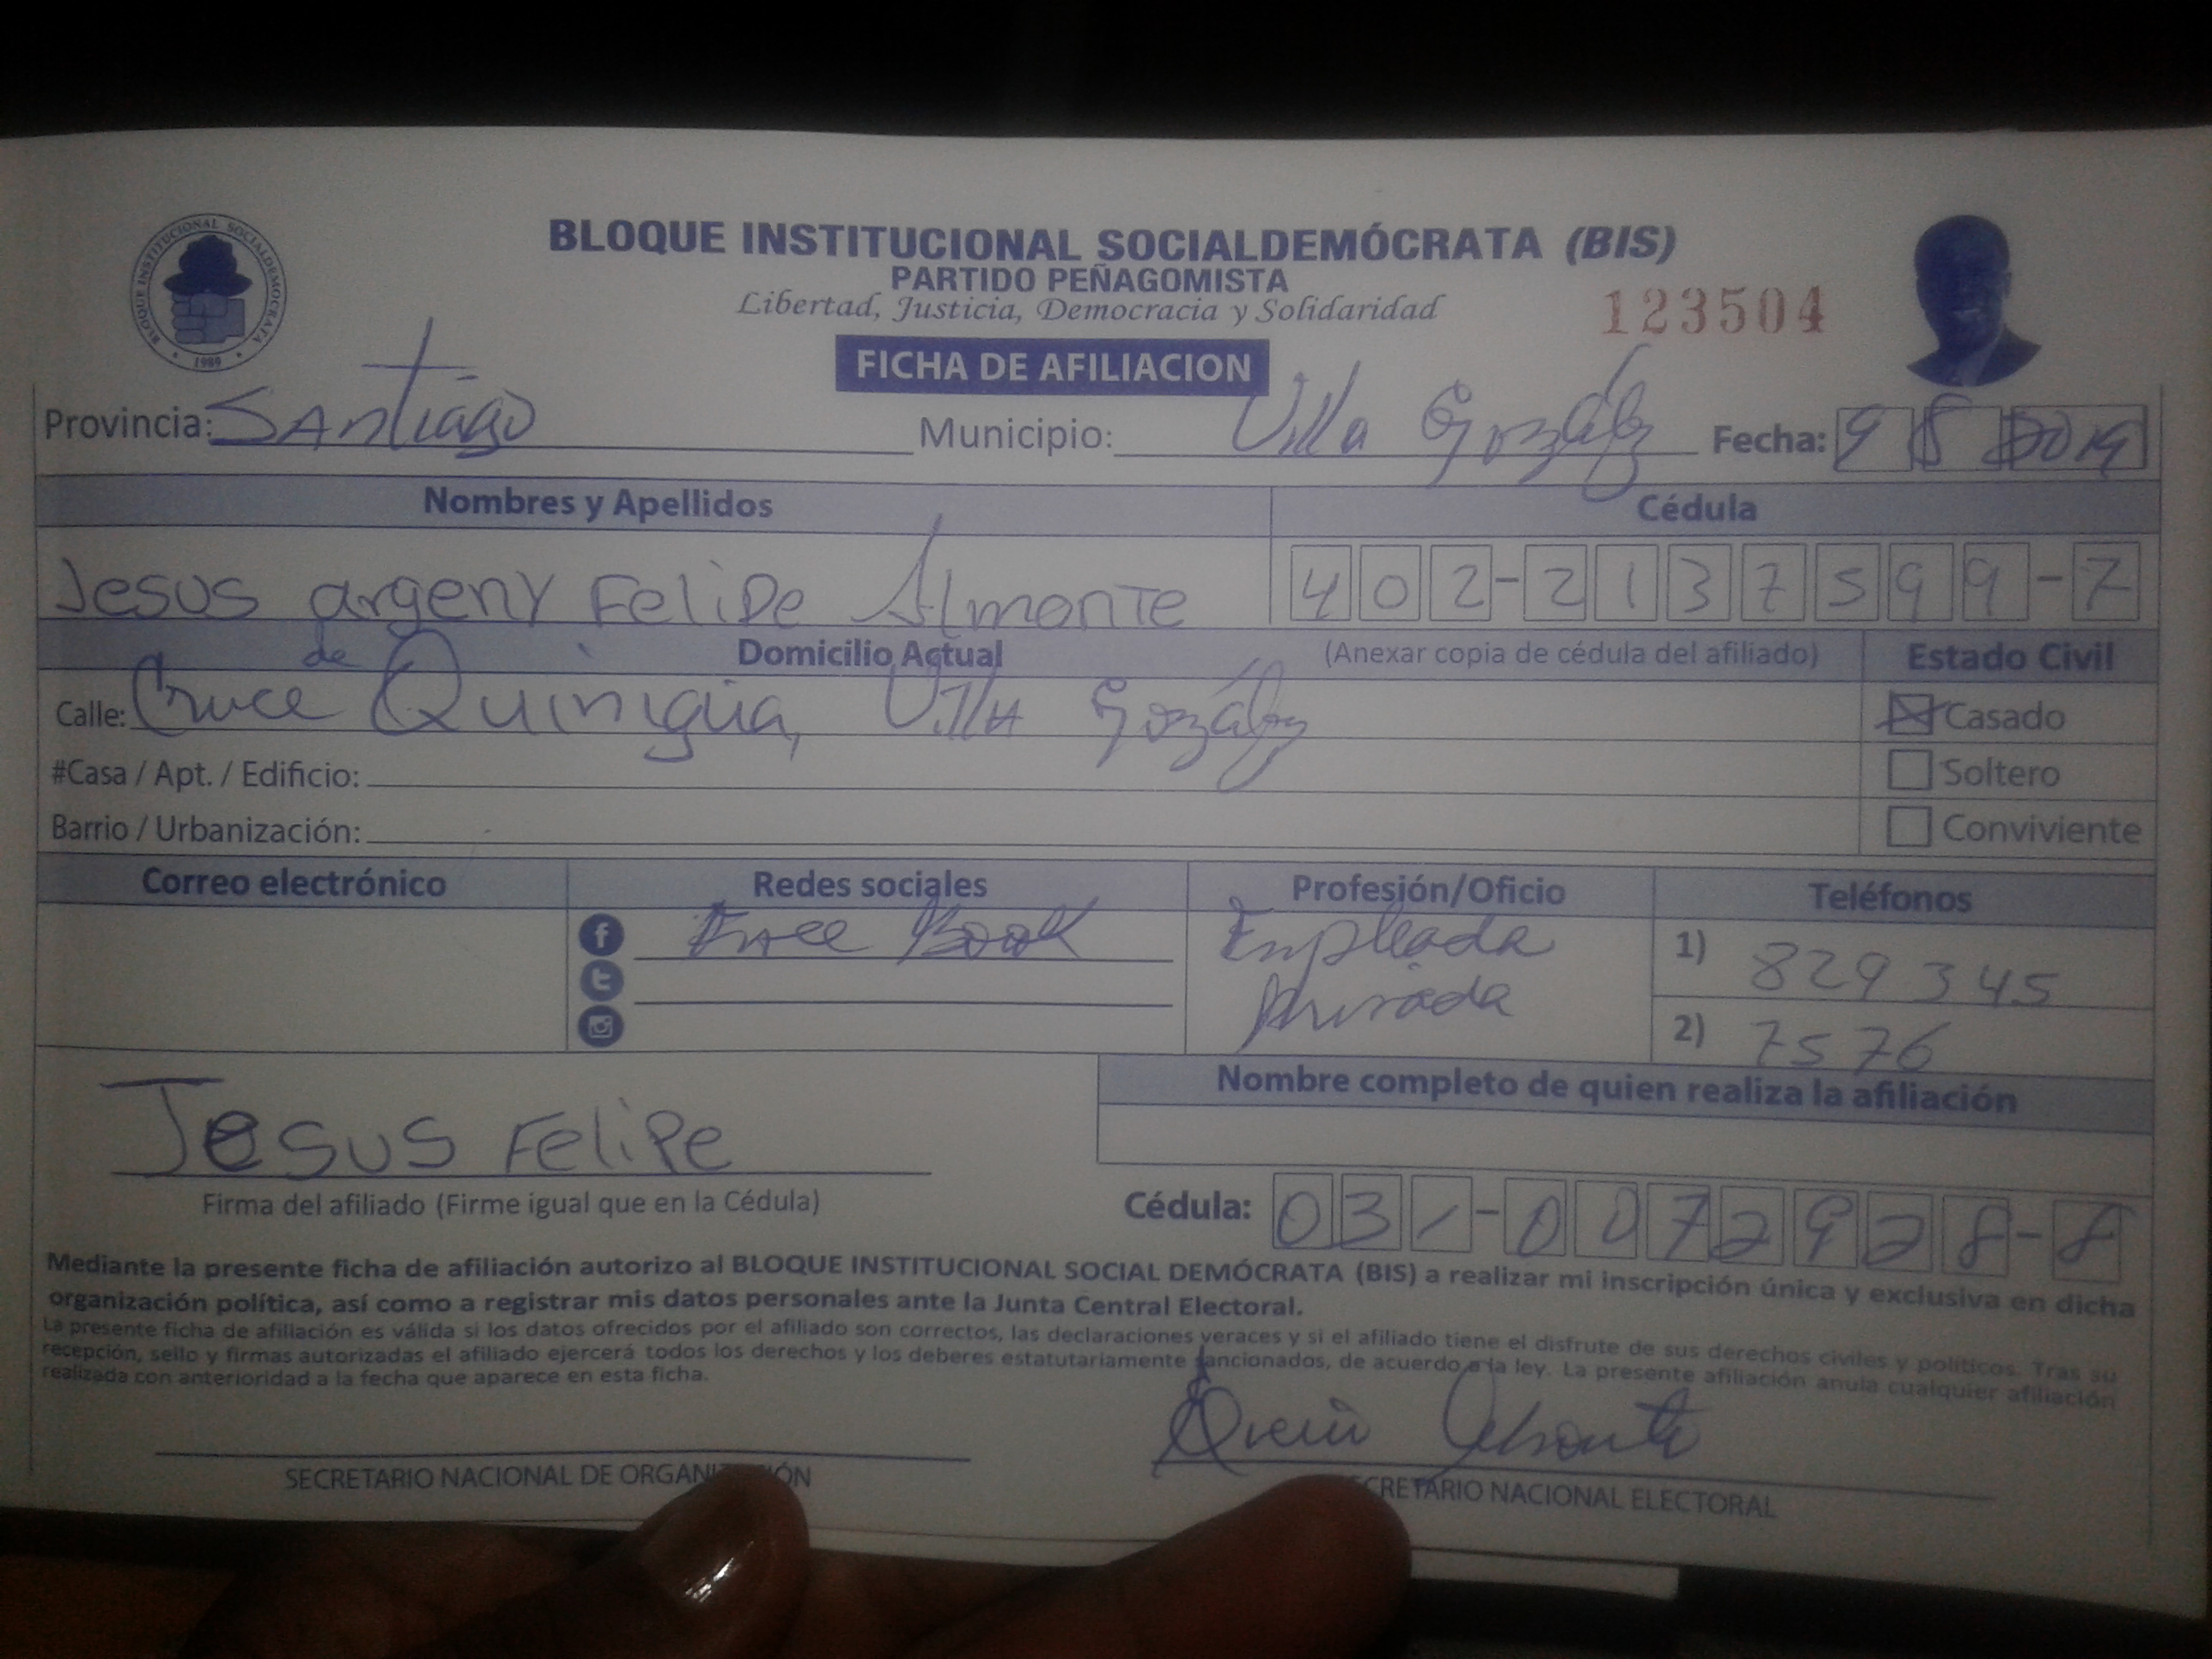 BLOQUE INSTITUCIONAL SOCIALDEMOCRATA
1989
BLOQUE INSTITUCIONAL SOCIALDEMÓCRATA (BIS)
PARTIDO PEÑAGOMISTA
Libertad, Justicia, Democracia y Solidaridad
123504
FICHA DE AFILIACION
Provincia: Santiago Municipio: Villa González Fecha: 9 8 2019
Nombres y Apellidos Cédula
Jesus argeny Felipe Almonte 402-2137599-7
Domicilio Actual (Anexar copia de cédula del afiliado) Estado Civil
Calle: Cruce de Quinigua, Villa González Casado
#Casa / Apt. / Edificio: Soltero
Barrio / Urbanización: Conviviente
Correo electrónico Redes sociales Profesión/Oficio Teléfonos
Face Book Empleada 1) 829 345
privada 2) 7576
Nombre completo de quien realiza la afiliación
Jesus Felipe
Firma del afiliado (Firme igual que en la Cédula) Cédula: 031-0072928-8
Mediante la presente ficha de afiliación autorizo al BLOQUE INSTITUCIONAL SOCIAL DEMÓCRATA (BIS) a realizar mi inscripción única y exclusiva en dicha
organización política, así como a registrar mis datos personales ante la Junta Central Electoral.
La presente ficha de afiliación es válida si los datos ofrecidos por el afiliado son correctos, las declaraciones veraces y si el afiliado tiene el disfrute de sus derechos civiles y políticos. Tras su
recepción, sello y firmas autorizadas el afiliado ejercerá todos los derechos y los deberes estatutariamente sancionados, de acuerdo a la ley. La presente afiliación anula cualquier afiliación
realizada con anterioridad a la fecha que aparece en esta ficha.
SECRETARIO NACIONAL DE ORGANIZACIÓN SECRETARIO NACIONAL ELECTORAL